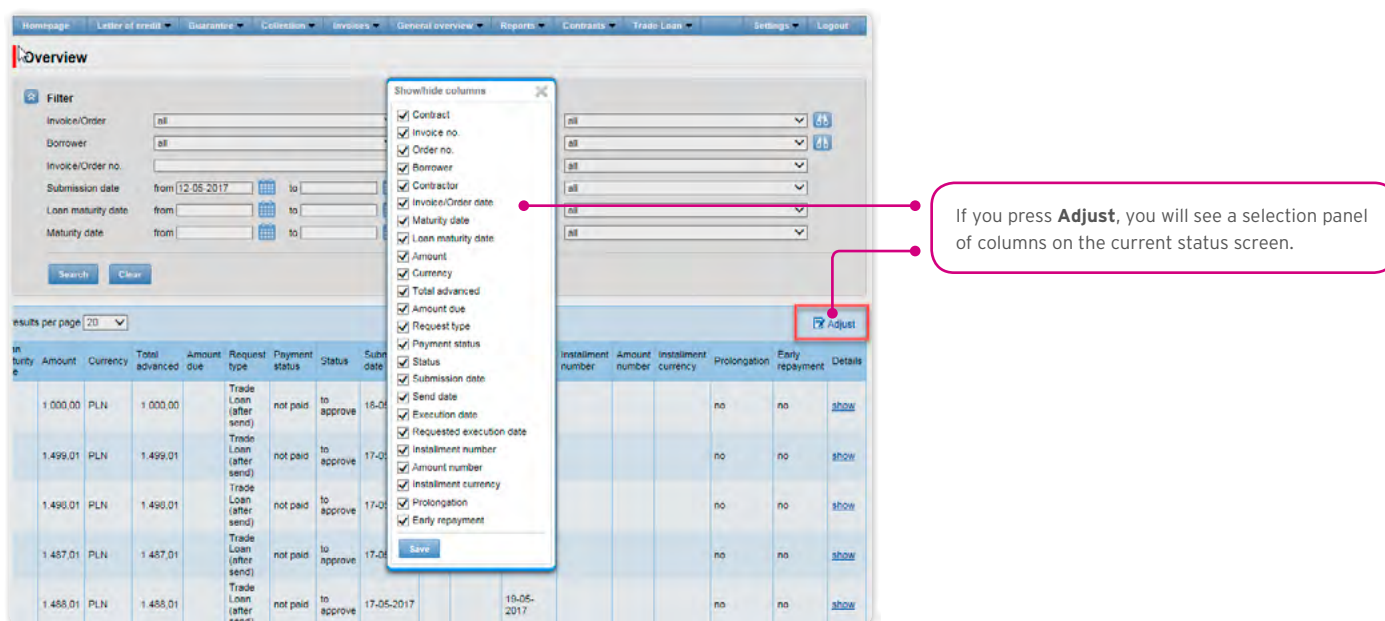 Homepage Letter of credit Guarantee Collection Invoices General overview Reports Contracts Trade Loan Settings Logout
Overview
Filter
Invoice/Order all all
Borrower all all
Invoice/Order no. all
Submission date from 12-05-2017 to all
Loan maturity date from to all
Maturity date from to all
Search Clear
Show/hide columns
Contract
Invoice no.
Order no.
Borrower
Contractor
Invoice/Order date
Maturity date
Loan maturity date
Amount
Currency
Total advanced
Amount due
Request type
Payment status
Status
Submission date
Send date
Execution date
Requested execution date
Installment number
Amount number
Installment currency
Prolongation
Early repayment
Save
If you press Adjust, you will see a selection panel
of columns on the current status screen.
results per page 20 Adjust
Amount Currency Total advanced Amount due Request type Payment status Status Installment number Amount number Installment currency Prolongation Early repayment Details
1 000,00 PLN 1 000,00 Trade Loan (after send) not paid to approve no no show
1.499,01 PLN 1.499,01 Trade Loan (after send) not paid to approve no no show
1.498,01 PLN 1.498,01 Trade Loan (after send) not paid to approve no no show
1.487,01 PLN 1.487,01 Trade Loan (after send) not paid to approve no no show
1.488,01 PLN 1.488,01 Trade Loan (after not paid to approve 17-05-2017 19-05-2017 no no show